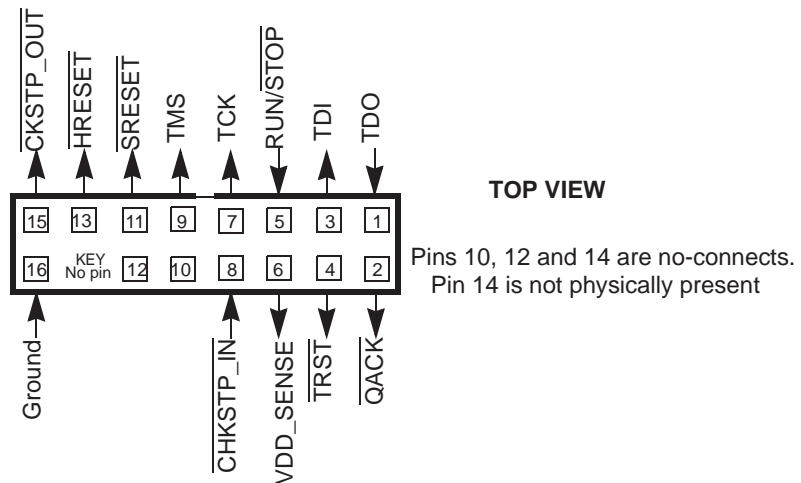 CKSTP_OUT
HRESET
SRESET
TMS
TCK
RUN/STOP
TDI
TDO
TOP VIEW
15 13 11 9 7 5 3 1
16 KEY No pin 12 10 8 6 4 2
Pins 10, 12 and 14 are no-connects.
Pin 14 is not physically present
Ground
CHKSTP_IN
VDD_SENSE
TRST
QACK